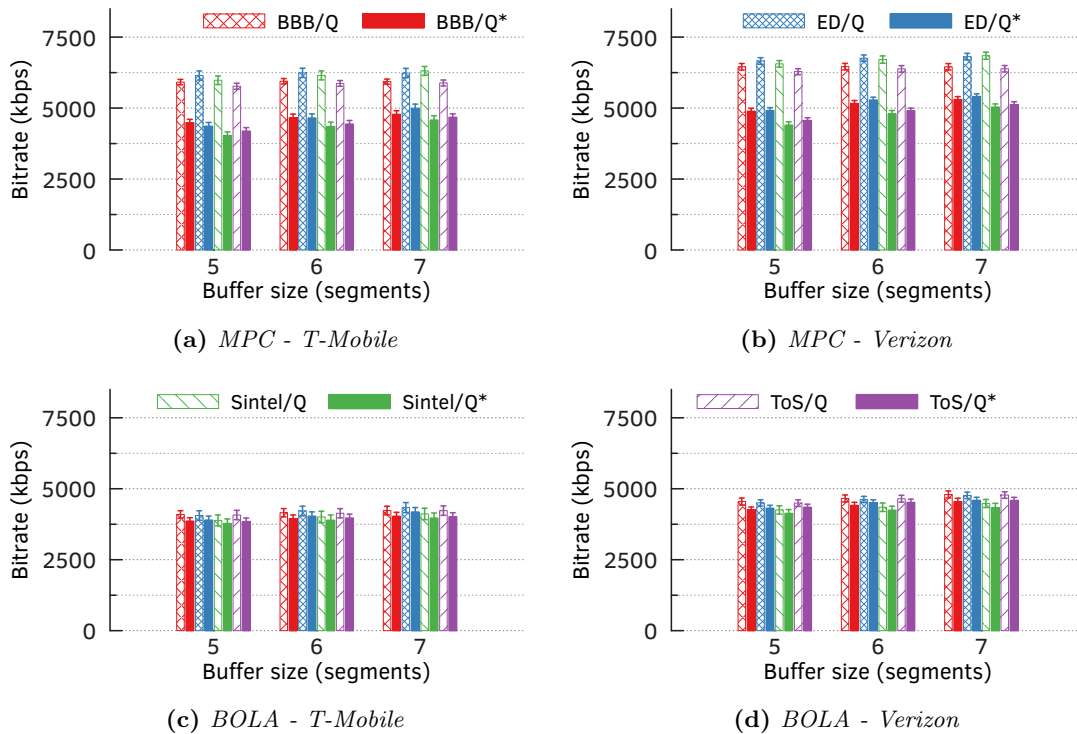 BBB/Q BBB/Q*
7500
5000
2500
0
Bitrate (kbps)
5 6 7
Buffer size (segments)
(a) MPC - T-Mobile
ED/Q ED/Q*
7500
5000
2500
0
Bitrate (kbps)
5 6 7
Buffer size (segments)
(b) MPC - Verizon
Sintel/Q Sintel/Q*
7500
5000
2500
0
Bitrate (kbps)
5 6 7
Buffer size (segments)
(c) BOLA - T-Mobile
ToS/Q ToS/Q*
7500
5000
2500
0
Bitrate (kbps)
5 6 7
Buffer size (segments)
(d) BOLA - Verizon